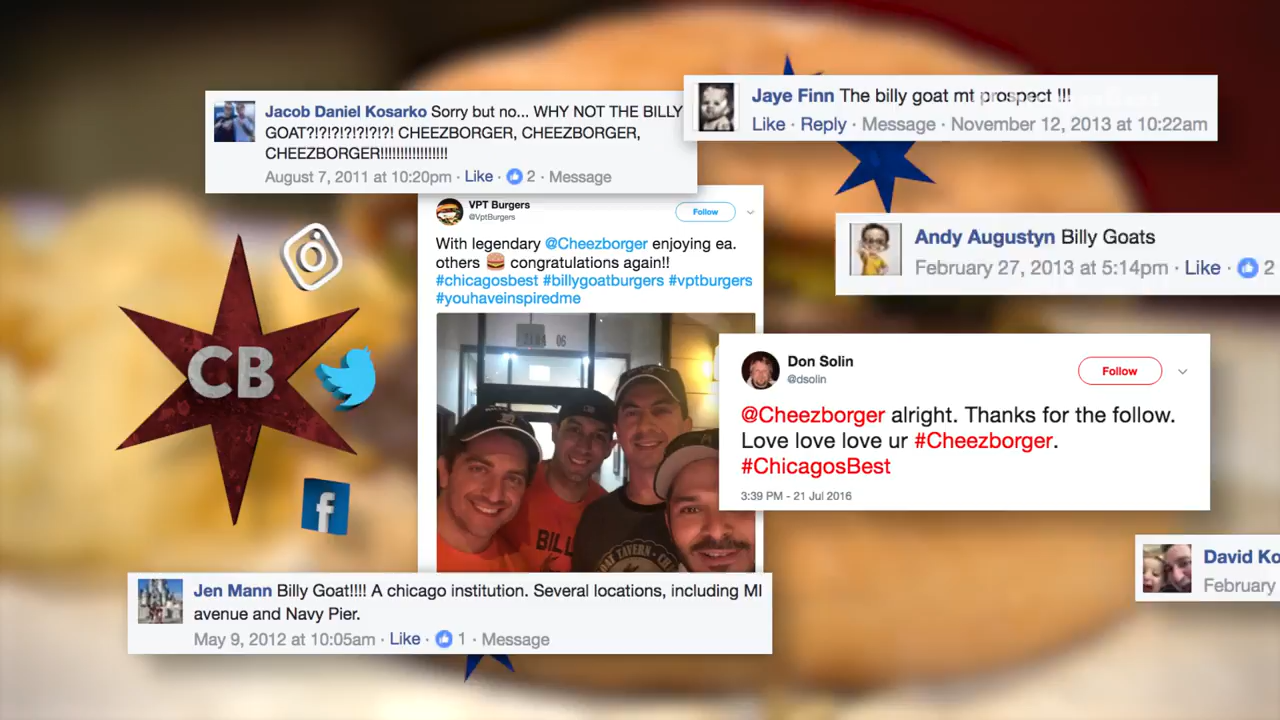 Jacob Daniel Kosarko Sorry but no... WHY NOT THE BILLY
GOAT?!?!?!?!?!?! CHEEZBORGER, CHEEZBORGER,
CHEEZBORGER!!!!!!!!!!!!!!!!!
August 7, 2011 at 10:20pm · Like · 2 · Message
Jaye Finn The billy goat mt prospect !!!
Like · Reply · Message · November 12, 2013 at 10:22am
VPT Burgers
@VptBurgers
Follow
With legendary @Cheezborger enjoying ea.
others congratulations again!!
#chicagosbest #billygoatburgers #vptburgers
#youhaveinspiredme
Andy Augustyn Billy Goats
February 27, 2013 at 5:14pm · Like · 2
CB
Don Solin
@dsolin
Follow
@Cheezborger alright. Thanks for the follow.
Love love love ur #Cheezborger.
#ChicagosBest
3:39 PM - 21 Jul 2016
BILL
TAVERN
David Ko
February
Jen Mann Billy Goat!!!! A chicago institution. Several locations, including MI
avenue and Navy Pier.
May 9, 2012 at 10:05am · Like · 1 · Message